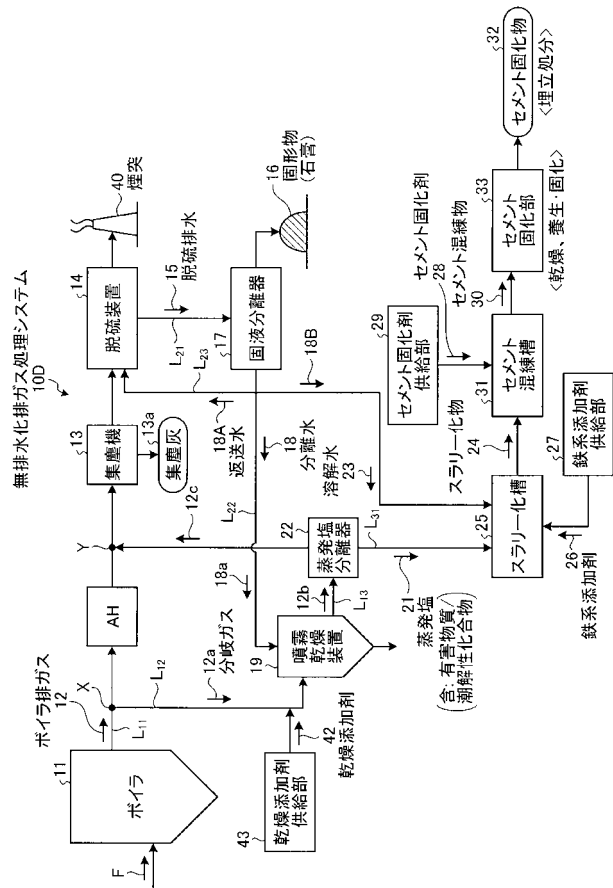 無排水化排ガス処理システム
10D
ボイラ排ガス
12
11
ボイラ
F
L11
X
AH
Y
13
集塵機
13a
集塵灰
14
脱硫装置
40
煙突
L12
12a
分岐ガス
12c
18A
返送水
L23
L21
15
脱硫排水
17
固液分離器
16
固形物
(石膏)
18B
L22
18a
18
分離水
溶解水
23
43
乾燥添加剤
供給部
42
乾燥添加剤
19
噴霧
乾燥
装置
12b
L13
22
蒸発塩
分離器
L31
21
蒸発塩
(含:有害物質/
潮解性化合物)
29
セメント固化剤
供給部
セメント固化剤
28
セメント混練物
30
スラリー化物
24
25
スラリー化槽
26
鉄系添加剤
鉄系添加剤
供給部
27
31
セメント
混練槽
33
セメント
固化部
<乾燥、養生・固化>
32
セメント固化物
<埋立処分>